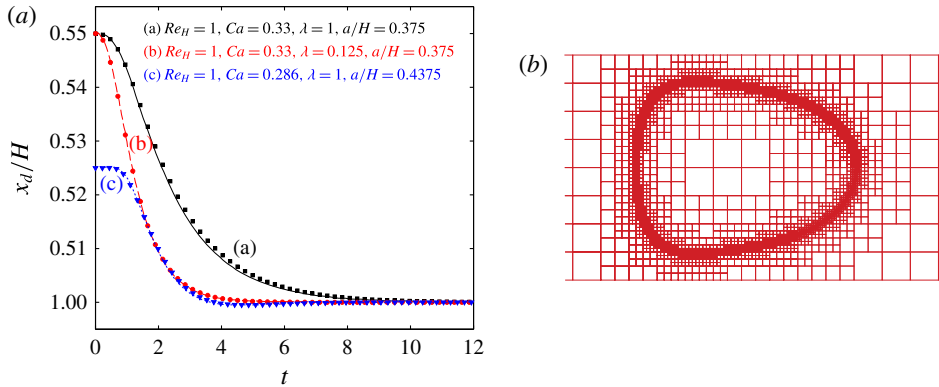 (a)
(a) Re_H = 1, Ca = 0.33, λ = 1, a/H = 0.375
(b) Re_H = 1, Ca = 0.33, λ = 0.125, a/H = 0.375
(c) Re_H = 1, Ca = 0.286, λ = 1, a/H = 0.4375
0.55
0.54
0.53
0.52
0.51
1.00
x_d/H
(b)
(c)
(a)
0 2 4 6 8 10 12
t
(b)